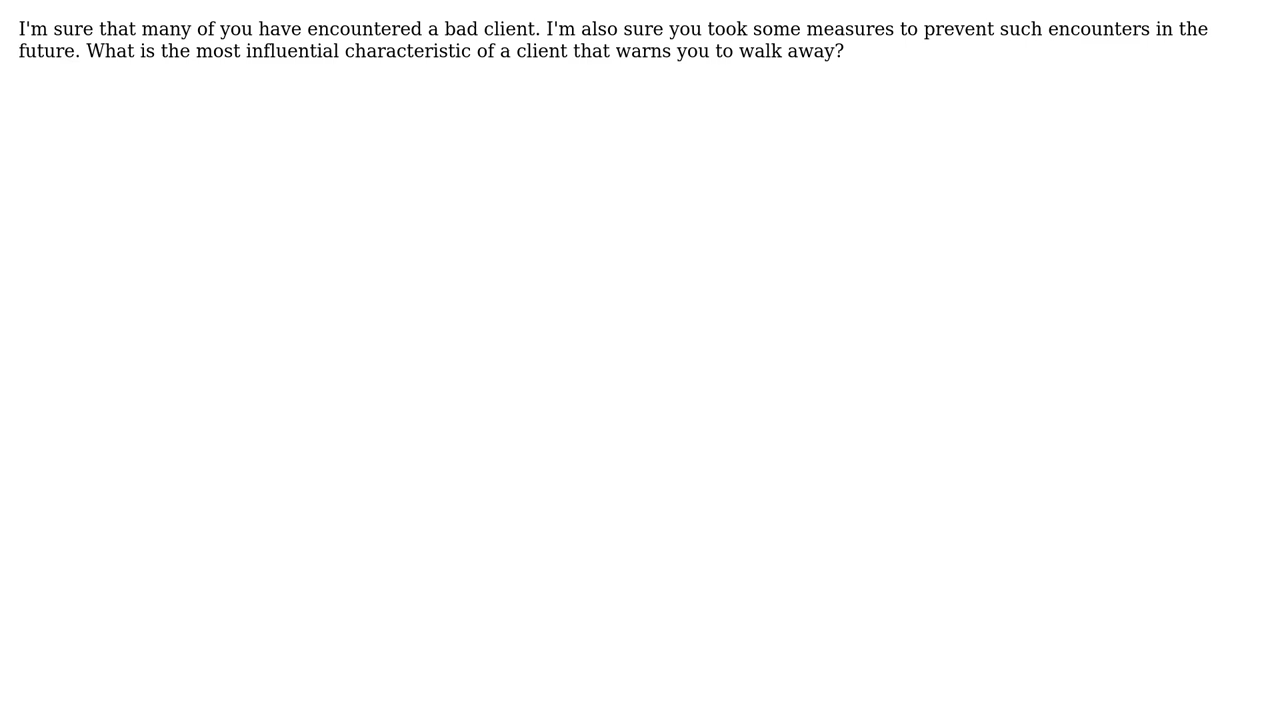 I'm sure that many of you have encountered a bad client. I'm also sure you took some measures to prevent such encounters in the
future. What is the most influential characteristic of a client that warns you to walk away?